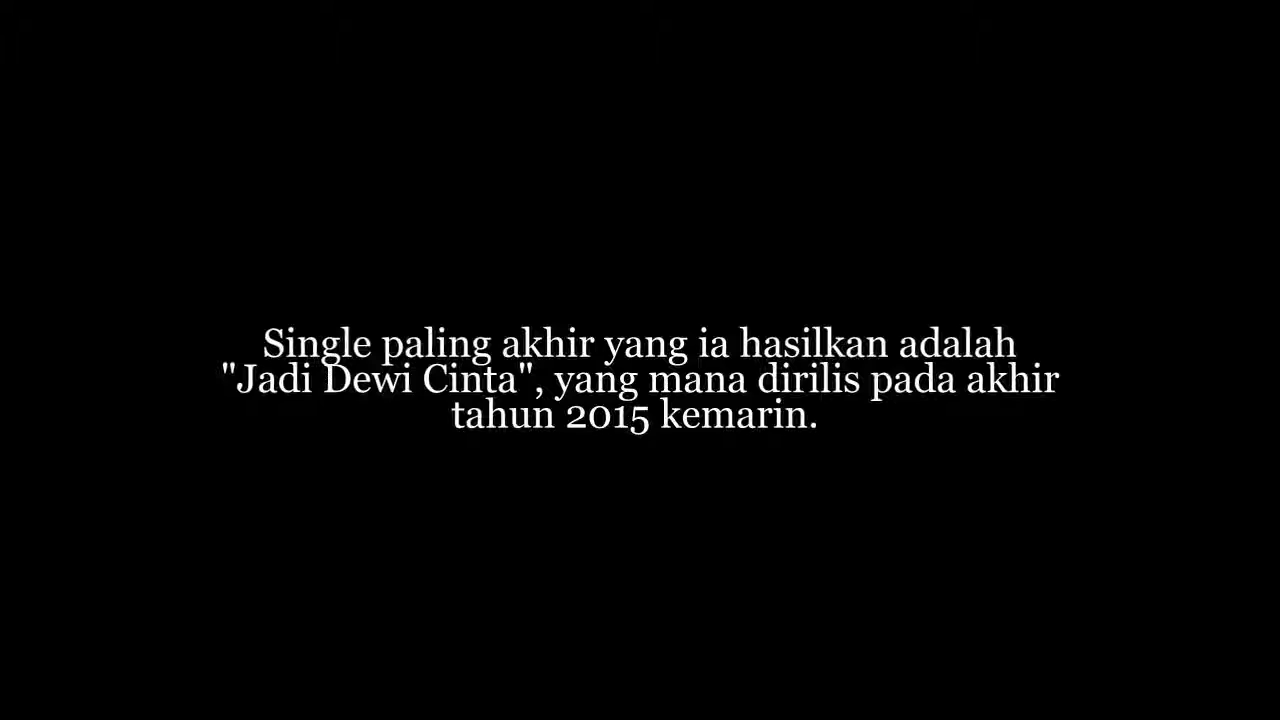 Single paling akhir yang ia hasilkan adalah
"Jadi Dewi Cinta", yang mana dirilis pada akhir
tahun 2015 kemarin.